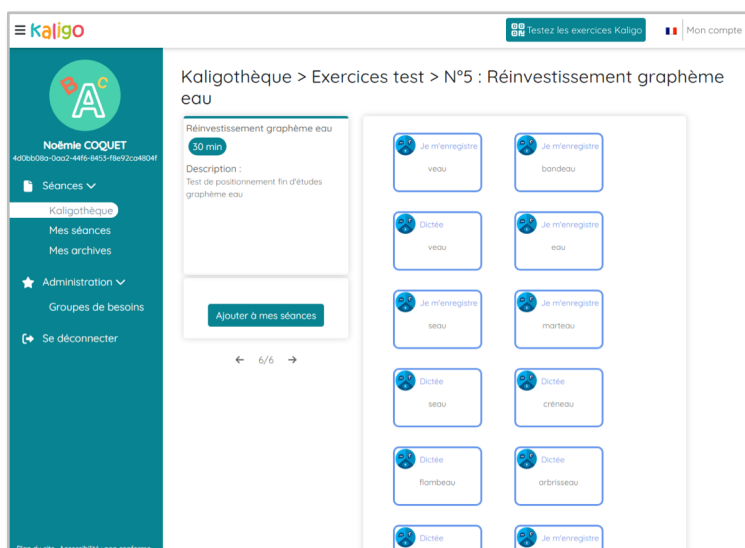 Kaligo
Testez les exercices Kaligo
Mon compte
A B C
Noëmie COQUET
4d0bb08a-0aa2-44f6-8453-f8e92ca4804f
Séances
Kaligothèque
Mes séances
Mes archives
Administration
Groupes de besoins
Se déconnecter
Kaligothèque > Exercices test > N°5 : Réinvestissement graphème
eau
Réinvestissement graphème eau
30 min
Description :
Test de positionnement fin d'études
graphème eau
Ajouter à mes séances
6/6
Je m'enregistre
veau
Je m'enregistre
bandeau
Dictée
veau
Je m'enregistre
eau
Je m'enregistre
seau
Je m'enregistre
marteau
Dictée
seau
Dictée
créneau
Dictée
flambeau
Dictée
arbrisseau
Dictée
Je m'enregistre